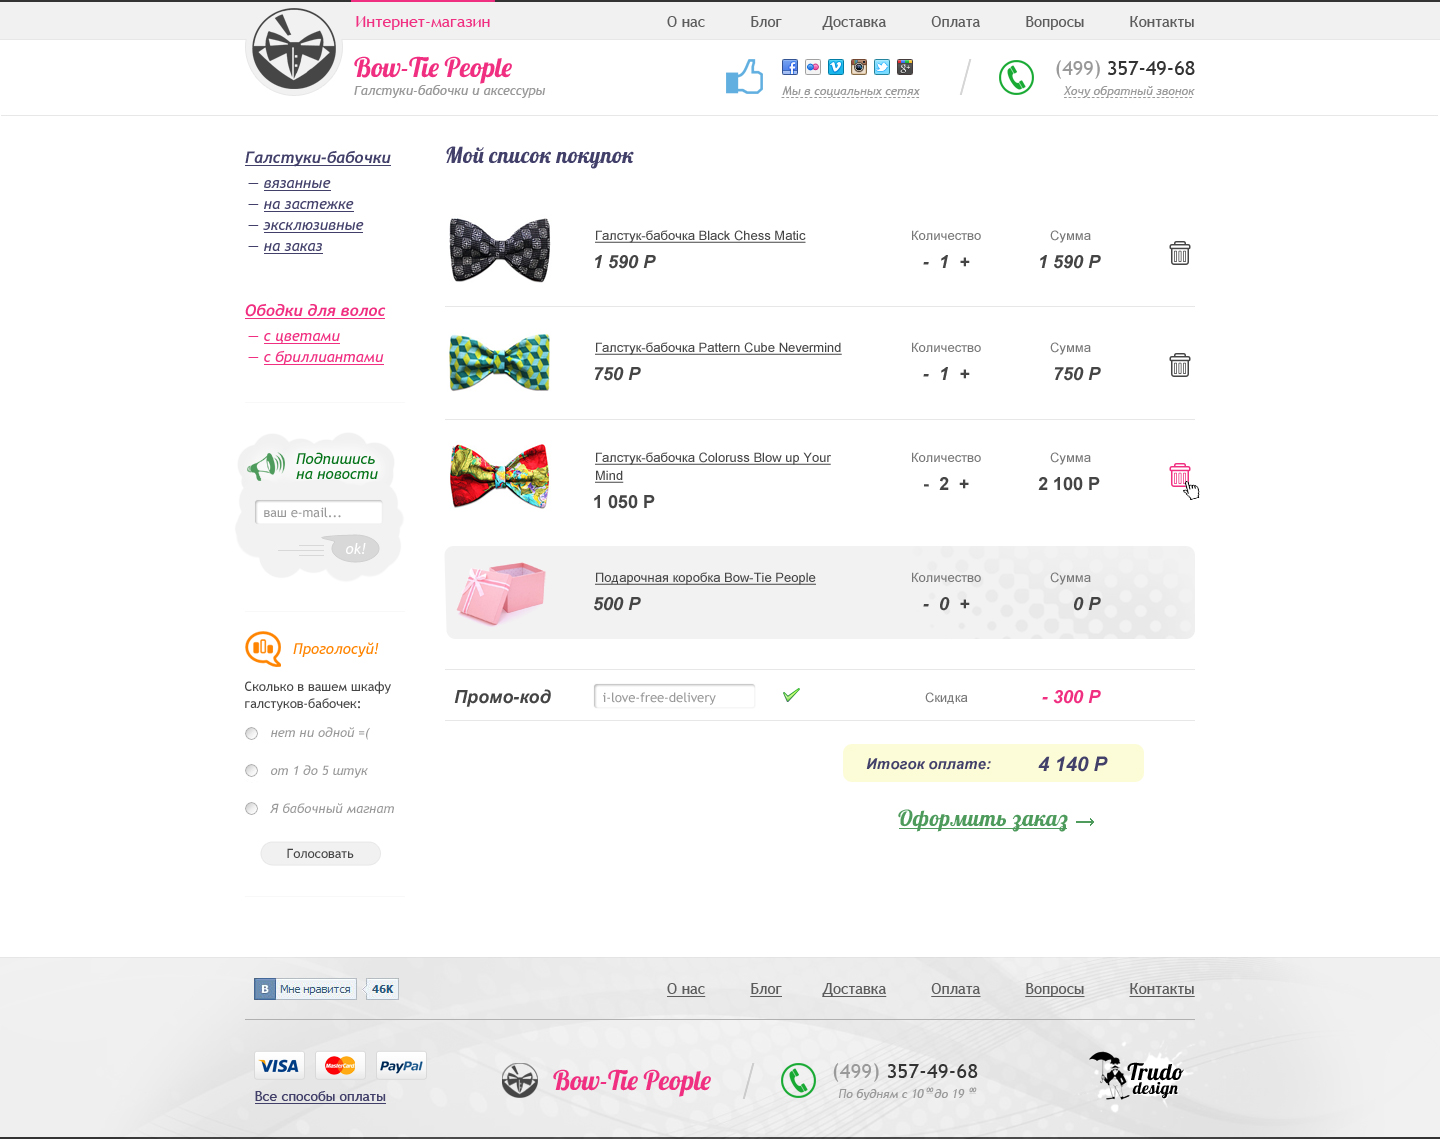 Интернет-магазин
О нас Блог Доставка Оплата Вопросы Контакты
Bow-Tie People
Галстуки-бабочки и аксессуры
Мы в социальных сетях
(499) 357-49-68
Хочу обратный звонок
Галстуки-бабочки
– вязанные
– на застежке
– эксклюзивные
– на заказ
Ободки для волос
– с цветами
– с бриллиантами
Подпишись
на новости
ваш e-mail...
ok!
Проголосуй!
Сколько в вашем шкафу
галстуков-бабочек:
нет ни одной =(
от 1 до 5 штук
Я бабочный магнат
Голосовать
Мой список покупок
Галстук-бабочка Black Chess Matic Количество Сумма
1 590 Р - 1 + 1 590 Р
Галстук-бабочка Pattern Cube Nevermind Количество Сумма
750 Р - 1 + 750 Р
Галстук-бабочка Coloruss Blow up Your Количество Сумма
Mind
1 050 Р - 2 + 2 100 Р
Подарочная коробка Bow-Tie People Количество Сумма
500 Р - 0 + 0 Р
Промо-код i-love-free-delivery Скидка - 300 Р
Итогок оплате: 4 140 Р
Оформить заказ →
В Мне нравится 46K
О нас Блог Доставка Оплата Вопросы Контакты
VISA MasterCard PayPal
Все способы оплаты
Bow-Tie People
(499) 357-49-68
По будням с 10 00 до 19 00
Trudo
design